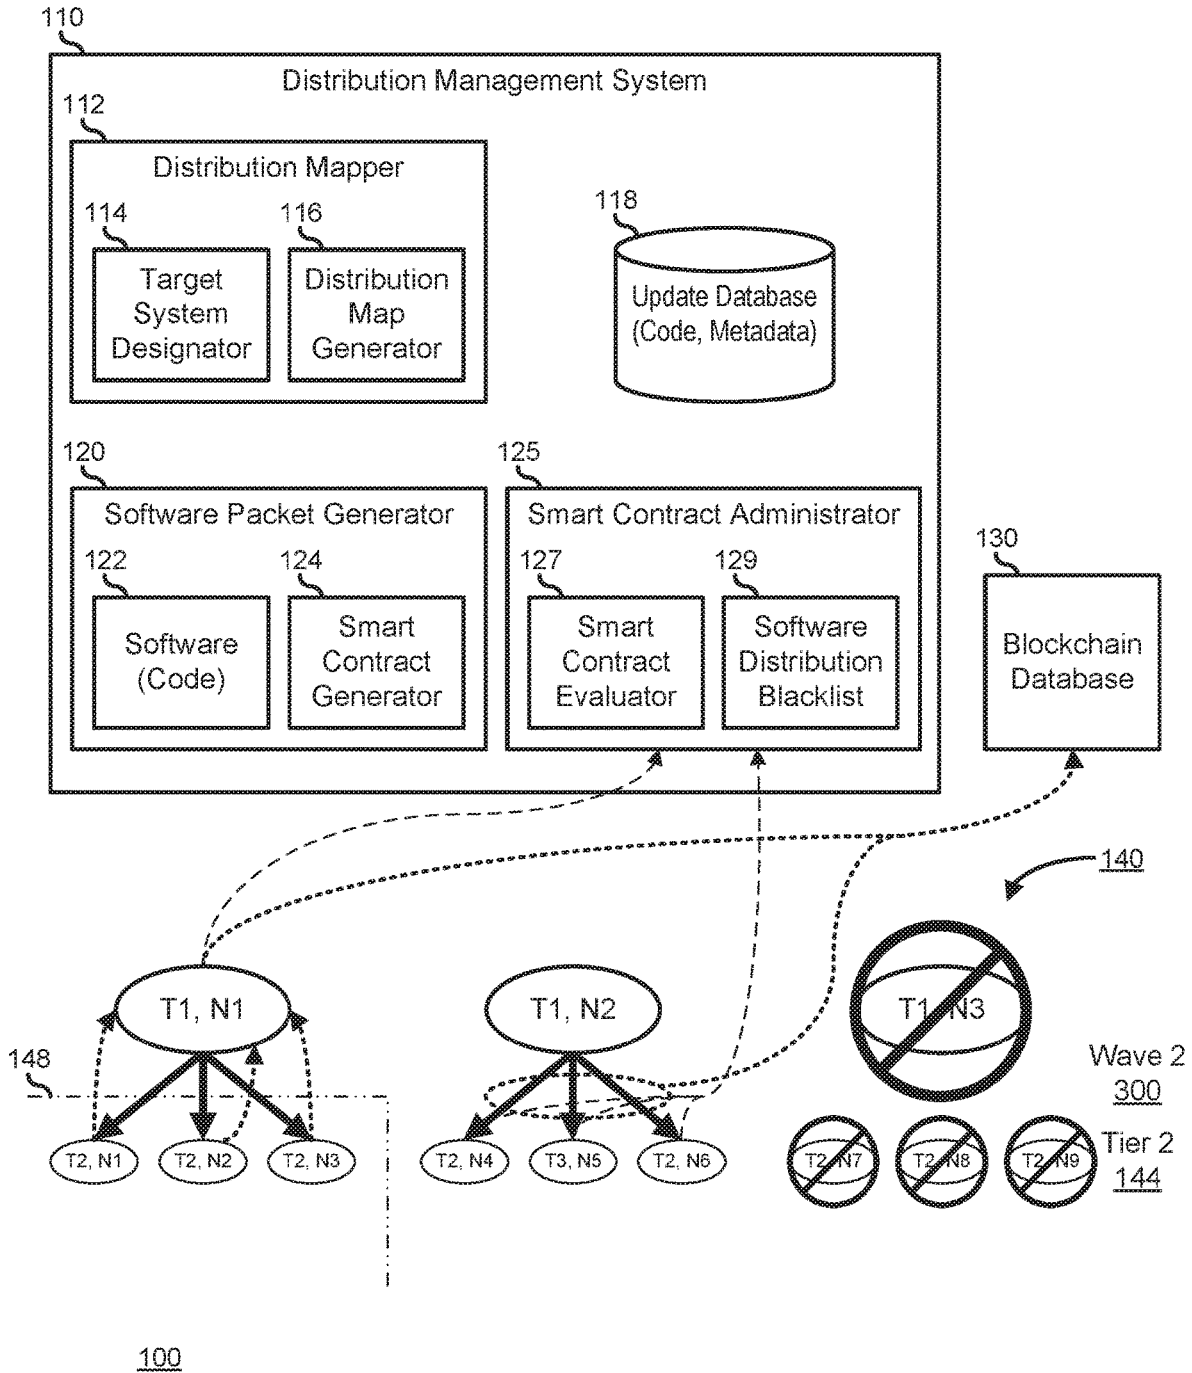 110
Distribution Management System
112
Distribution Mapper
114
116
118
Target
System
Designator
Distribution
Map
Generator
Update Database
(Code, Metadata)
120
125
Software Packet Generator
Smart Contract Administrator
122
124
127
129
130
Software
(Code)
Smart
Contract
Generator
Smart
Contract
Evaluator
Software
Distribution
Blacklist
Blockchain
Database
140
T1, N1
T1, N2
T1, N3
148
Wave 2
300
T2, N1
T2, N2
T2, N3
T2, N4
T3, N5
T2, N6
T2, N7
T2, N8
T2, N9
Tier 2
144
100